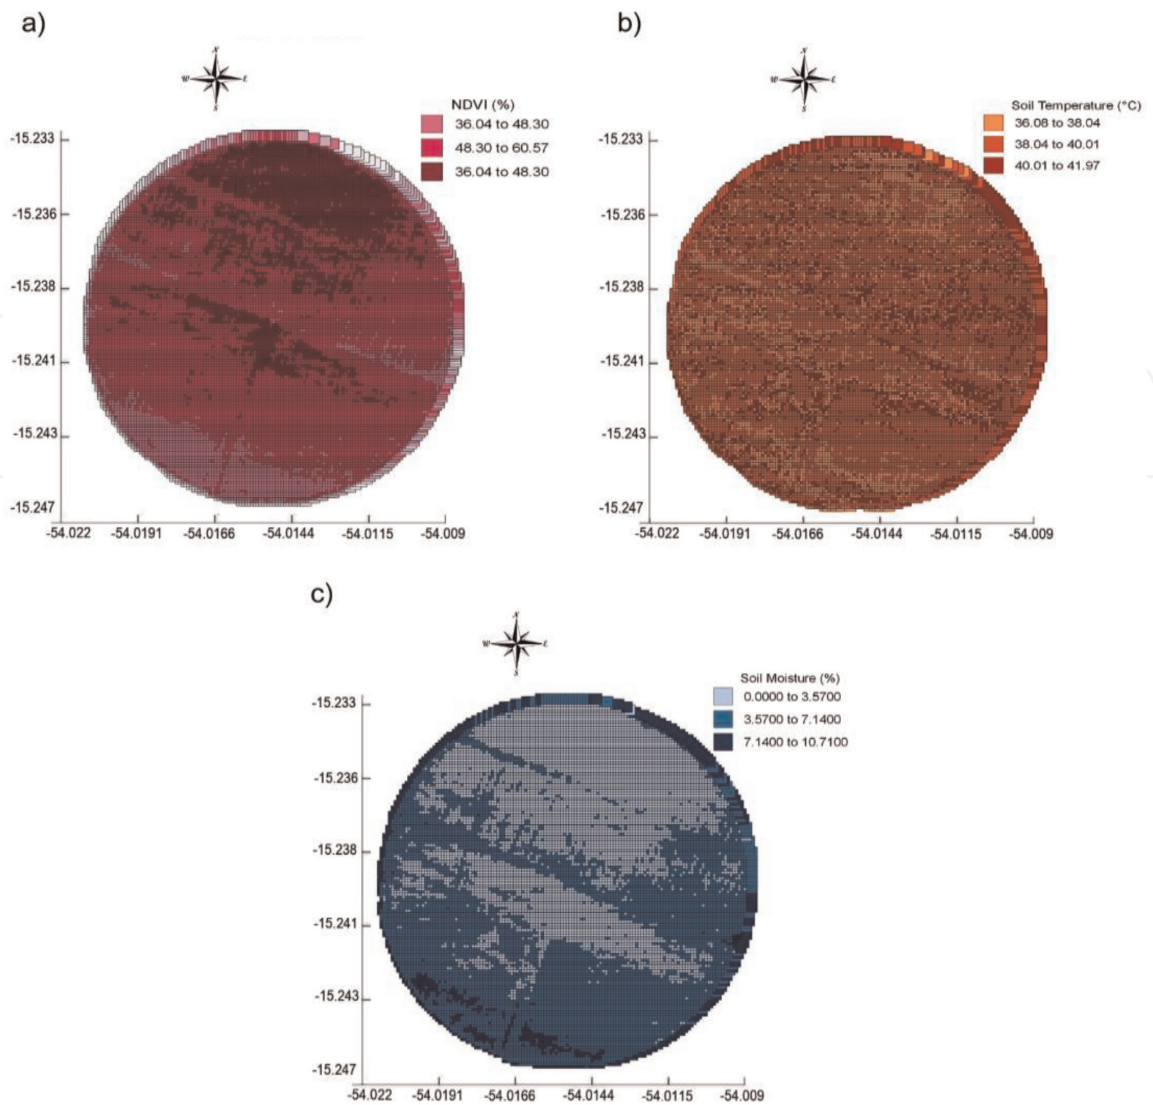 a)
N
W E
S
NDVI (%)
36.04 to 48.30
48.30 to 60.57
36.04 to 48.30
-15.233
-15.236
-15.238
-15.241
-15.243
-15.247
-54.022 -54.0191 -54.0166 -54.0144 -54.0115 -54.009
b)
N
W E
S
Soil Temperature (°C)
36.08 to 38.04
38.04 to 40.01
40.01 to 41.97
-15.233
-15.236
-15.238
-15.241
-15.243
-15.247
-54.022 -54.0191 -54.0166 -54.0144 -54.0115 -54.009
c)
N
W E
S
Soil Moisture (%)
0.0000 to 3.5700
3.5700 to 7.1400
7.1400 to 10.7100
-15.233
-15.236
-15.238
-15.241
-15.243
-15.247
-54.022 -54.0191 -54.0166 -54.0144 -54.0115 -54.009